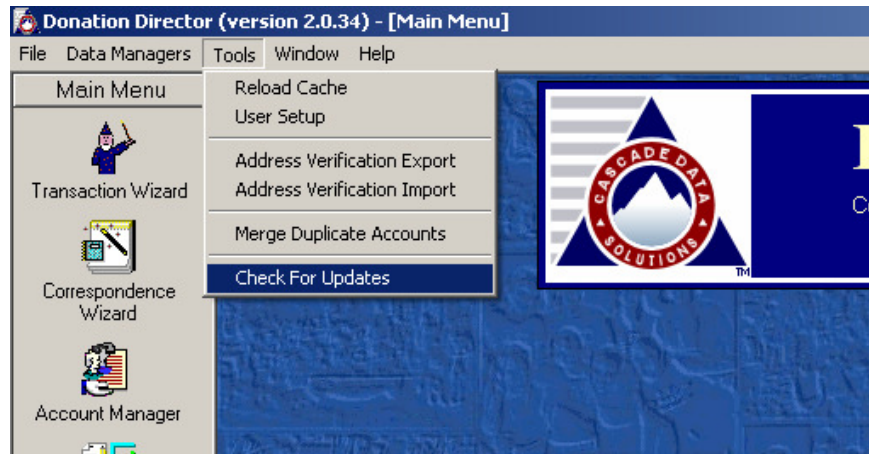 Donation Director (version 2.0.34) - [Main Menu]
File Data Managers Tools Window Help
Main Menu
Transaction Wizard
Correspondence
Wizard
Account Manager
Reload Cache
User Setup
Address Verification Export
Address Verification Import
Merge Duplicate Accounts
Check For Updates
CASCADE DATA
SOLUTIONS
TM